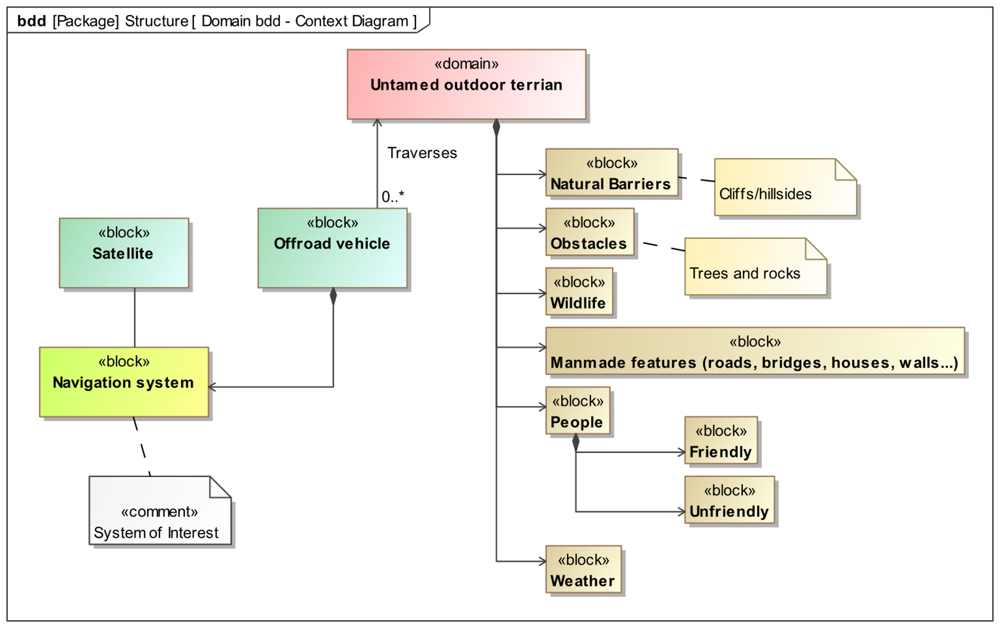 bdd [Package] Structure [ Domain bdd - Context Diagram ]
«domain»
Untamed outdoor terrian
Traverses
0..*
«block»
Natural Barriers
Cliffs/hillsides
«block»
Satellite
«block»
Offroad vehicle
«block»
Obstacles
Trees and rocks
«block»
Wildlife
«block»
Navigation system
«block»
Manmade features (roads, bridges, houses, walls...)
«block»
People
«block»
Friendly
«block»
Unfriendly
«comment»
System of Interest
«block»
Weather